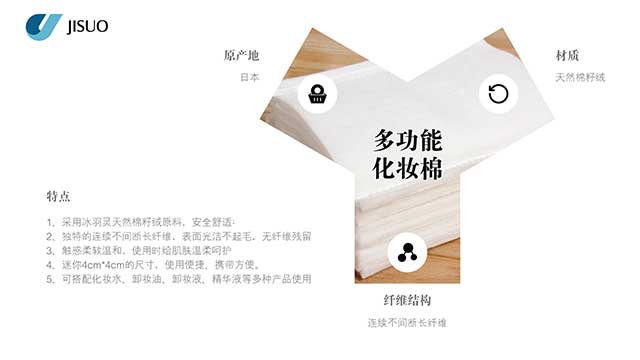 JISUO
原产地
日本
材质
天然棉籽绒
多功能
化妆棉
特点
1、采用冰羽灵天然棉籽绒原料，安全舒适；
2、独特的连续不间断长纤维，表面光洁不起毛，无纤维残留
3、触感柔软温和，使用时给肌肤温柔呵护
4、迷你4cm*4cm的尺寸，使用便捷、携带方便。
5、可搭配化妆水、卸妆油、卸妆液、精华液等多种产品使用
纤维结构
连续不间断长纤维